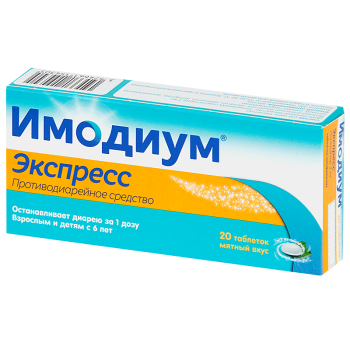 Имодиум®
Экспресс
Противодиарейное средство
Останавливает диарею за 1 дозу
Взрослым и детям с 6 лет
20 таблеток
мятный вкус